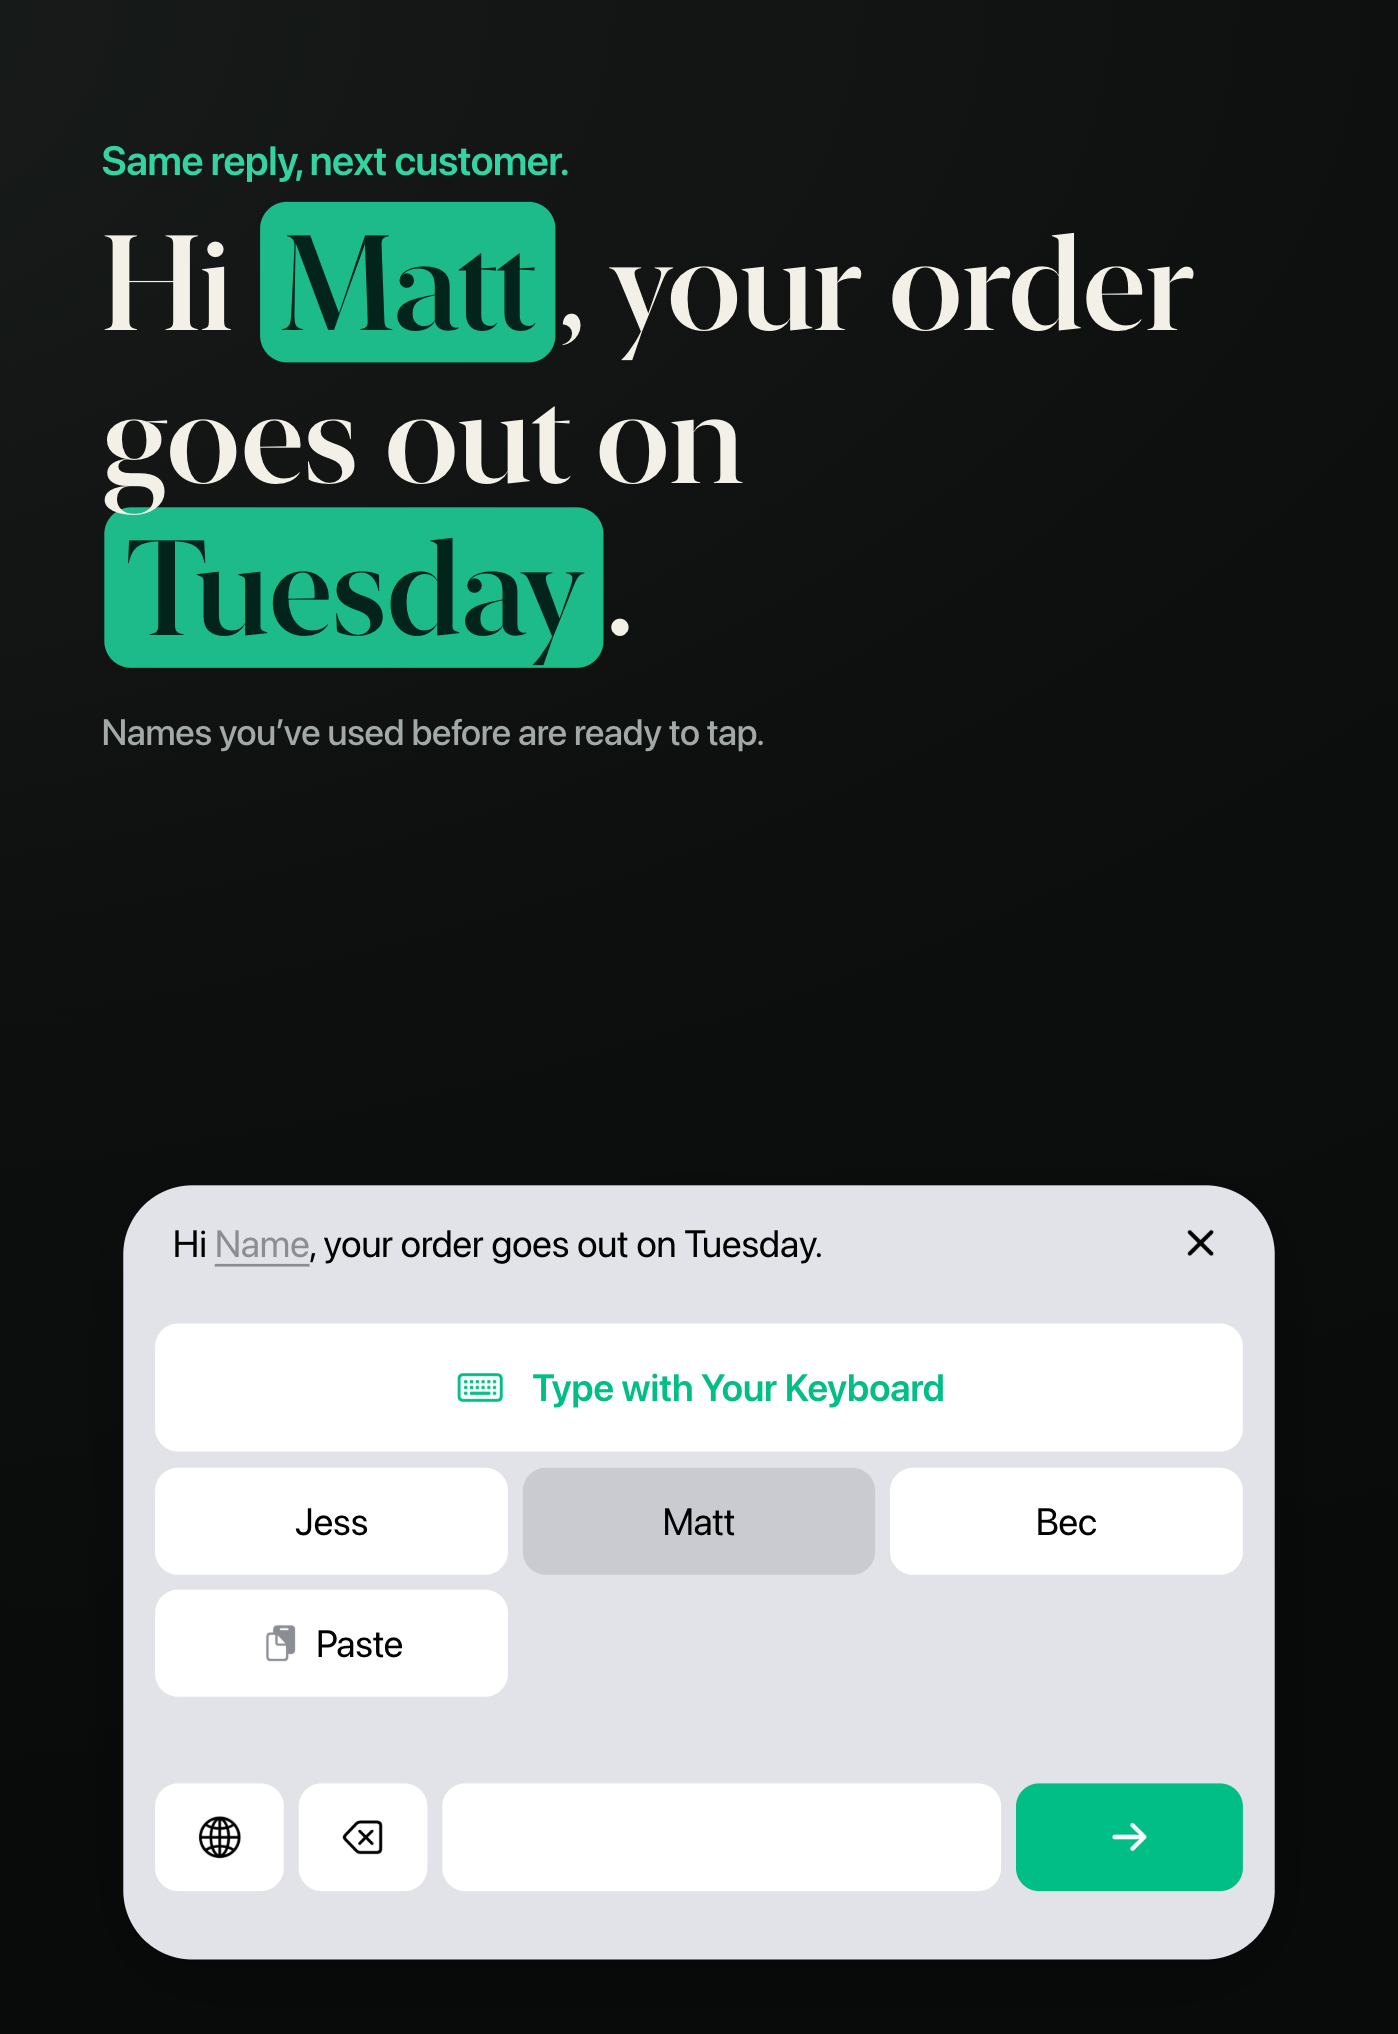 Same reply, next customer.
Hi Matt, your order
goes out on
Tuesday.
Names you’ve used before are ready to tap.
Hi Name, your order goes out on Tuesday.
Type with Your Keyboard
Jess
Matt
Bec
Paste